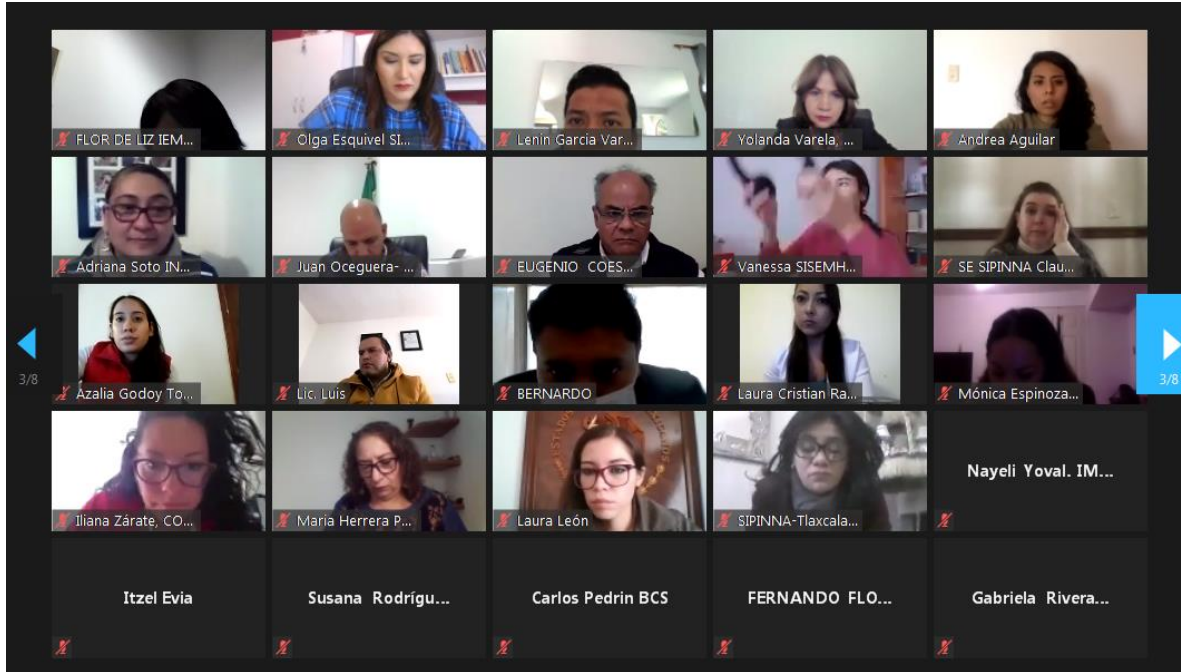 FLOR DE LIZ IEM...
Olga Esquivel SI...
Lenin Garcia Var...
Yolanda Varela, ...
Andrea Aguilar
Adriana Soto IN...
Juan Oceguera- ...
EUGENIO COES...
Vanessa SISEMH...
SE SIPINNA Clau...
3/8
Azalia Godoy To...
Lic. Luis
BERNARDO
Laura Cristian Ra...
Mónica Espinoza...
3/8
Iliana Zárate, CO...
Maria Herrera P...
Laura León
SIPINNA-Tlaxcala...
Nayeli Yoval. IM...
Itzel Evia
Susana Rodrígu...
Carlos Pedrin BCS
FERNANDO FLO...
Gabriela Rivera...